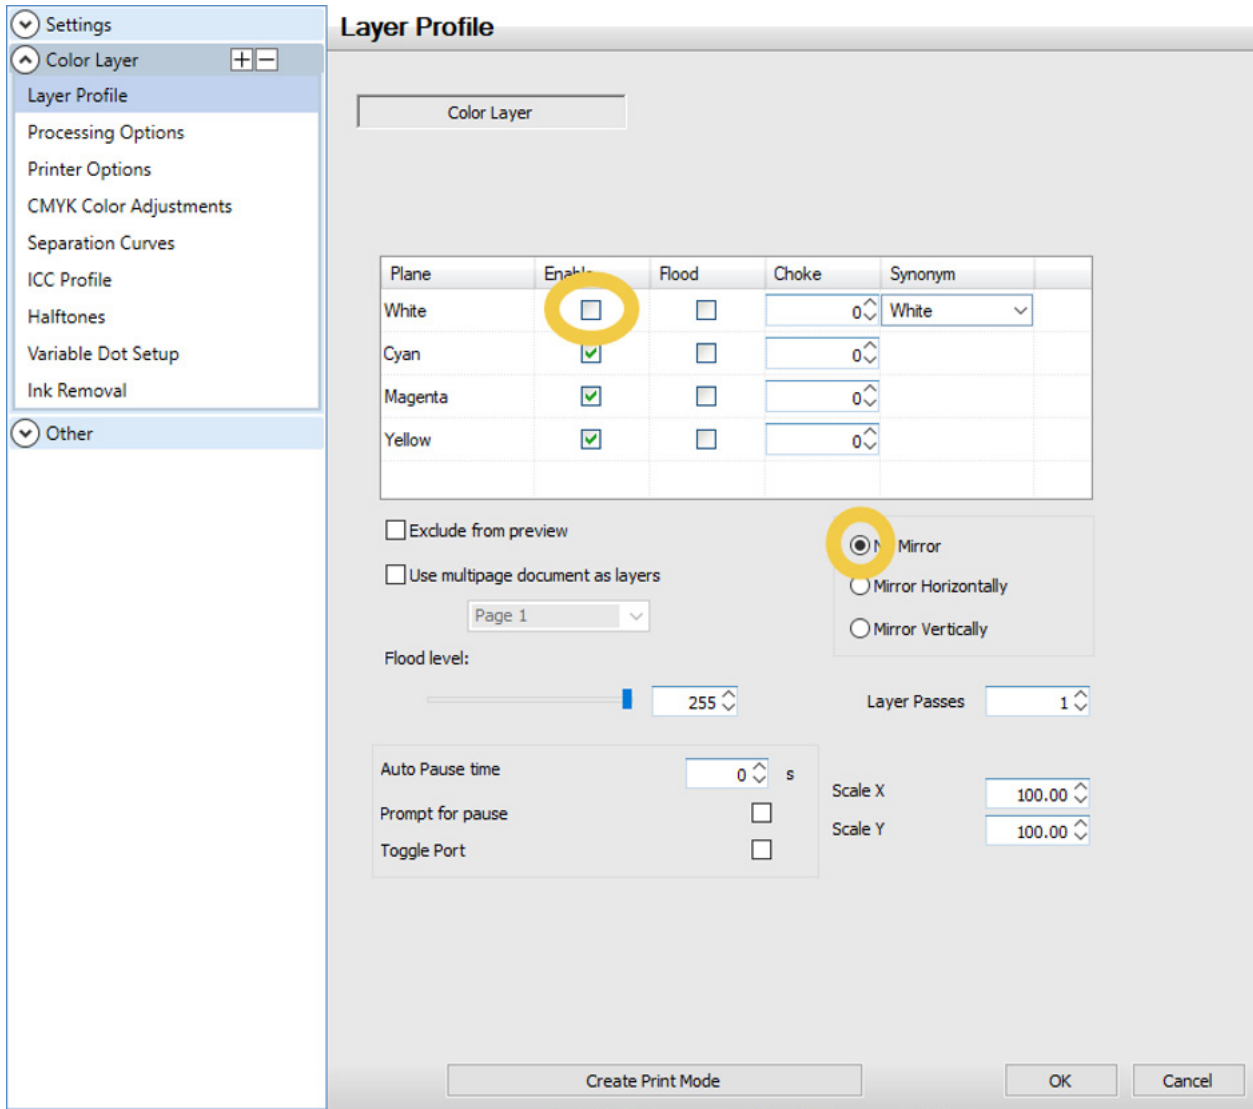 Settings
Color Layer
Layer Profile
Processing Options
Printer Options
CMYK Color Adjustments
Separation Curves
ICC Profile
Halftones
Variable Dot Setup
Ink Removal
Other
Layer Profile
Color Layer
Plane Enable Flood Choke Synonym
White 0 White
Cyan 0
Magenta 0
Yellow 0
Exclude from preview
Use multipage document as layers
Page 1
Flood level:
255
No Mirror
Mirror Horizontally
Mirror Vertically
Layer Passes 1
Auto Pause time 0 s
Prompt for pause
Toggle Port
Scale X 100.00
Scale Y 100.00
Create Print Mode OK Cancel